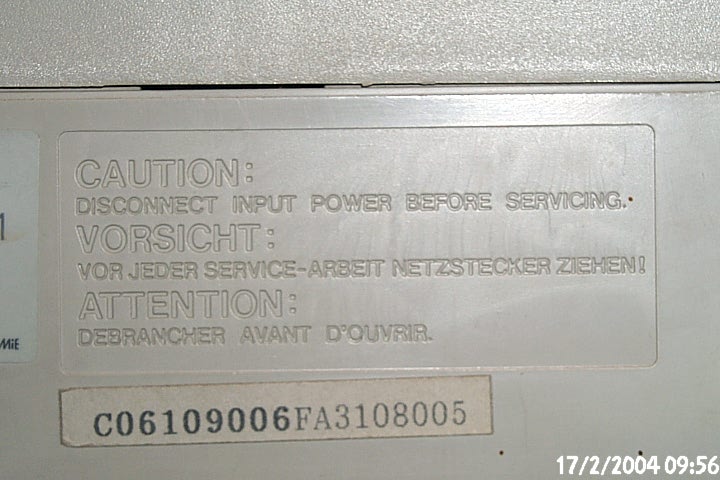 CAUTION:
DISCONNECT INPUT POWER BEFORE SERVICING.
VORSICHT:
VOR JEDER SERVICE-ARBEIT NETZSTECKER ZIEHEN!
ATTENTION:
DEBRANCHER AVANT D'OUVRIR.
C06109006FA3108005
17/2/2004 09:56